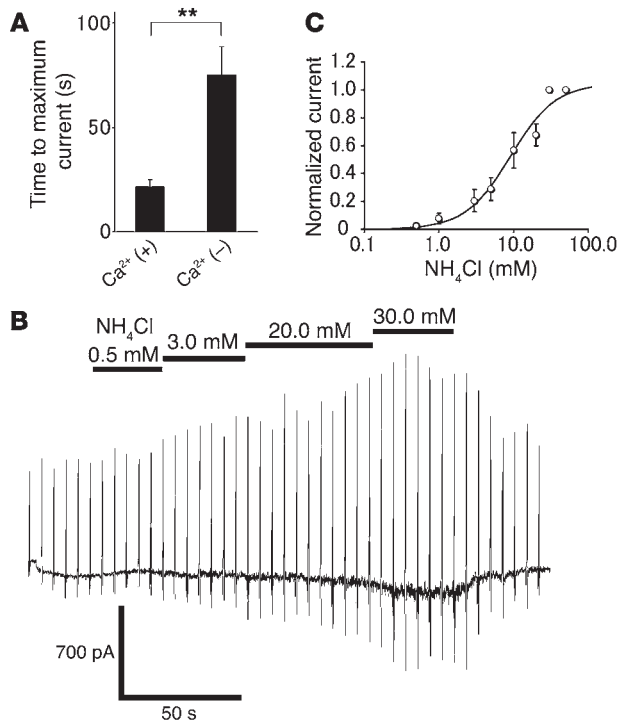 A
Time to maximum
current (s)
100
50
0
**
Ca²⁺ (+)
Ca²⁺ (−)
C
Normalized current
1.2
1.0
0.8
0.6
0.4
0.2
0
0.1
1.0
10.0
100.0
NH₄Cl (mM)
B
NH₄Cl
0.5 mM
3.0 mM
20.0 mM
30.0 mM
700 pA
50 s